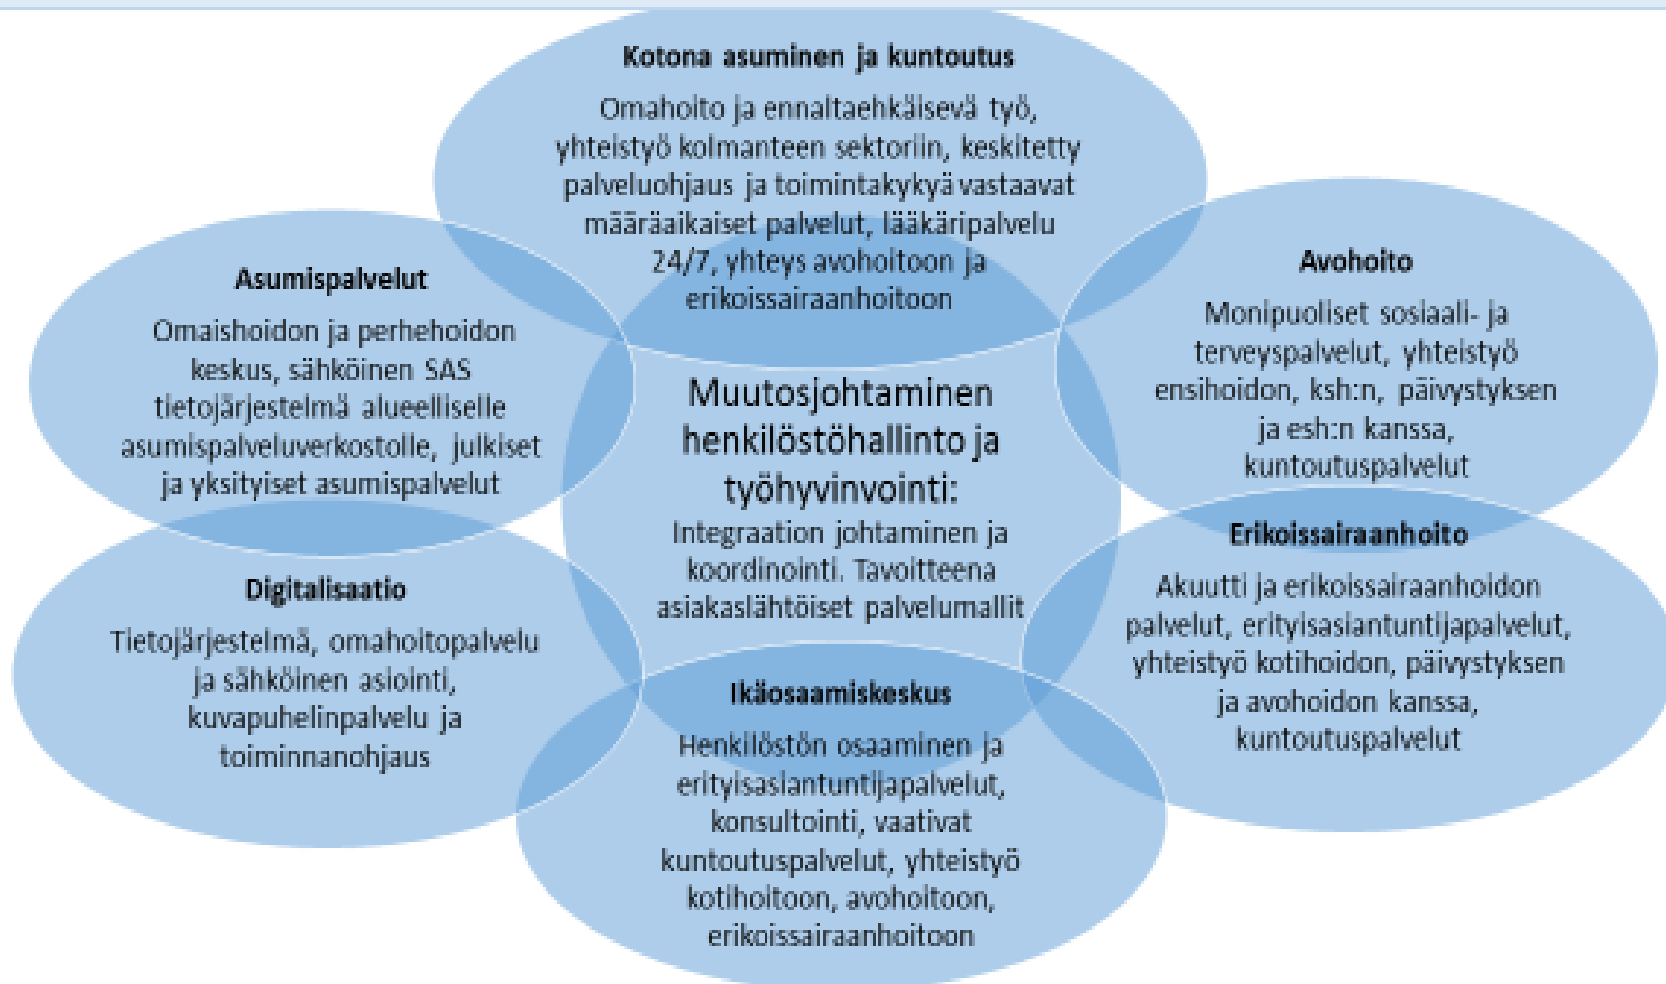 Kotona asuminen ja kuntoutus
Omahoito ja ennaltaehkäisevä työ,
yhteistyö kolmanteen sektoriin, keskitetty
palveluohjaus ja toimintakykyä vastaavat
määräaikaiset palvelut, lääkäripalvelu
24/7, yhteys avohoitoon ja
erikoissairaanhoitoon
Asumispalvelut
Omaishoidon ja perhehoidon
keskus, sähköinen SAS
tietojärjestelmä alueelliselle
asumispalveluverkostolle, julkiset
ja yksityiset asumispalvelut
Avohoito
Monipuoliset sosiaali- ja
terveyspalvelut, yhteistyö
ensihoidon, ksh:n, päivystyksen
ja esh:n kanssa,
kuntoutuspalvelut
Muutosjohtaminen
henkilöstöhallinto ja
työhyvinvointi:
Integraation johtaminen ja
koordinointi. Tavoitteena
asiakaslähtöiset palvelumallit
Digitalisaatio
Tietojärjestelmä, omahoitopalvelu
ja sähköinen asiointi,
kuvapuhelinpalvelu ja
toiminnanohjaus
Erikoissairaanhoito
Akuutti ja erikoissairaanhoidon
palvelut, erityisasiantuntijapalvelut,
yhteistyö kotihoidon, päivystyksen
ja avohoidon kanssa,
kuntoutuspalvelut
Ikäosaamiskeskus
Henkilöstön osaaminen ja
erityisasiantuntijapalvelut,
konsultointi, vaativat
kuntoutuspalvelut, yhteistyö
kotihoitoon, avohoitoon,
erikoissairaanhoitoon